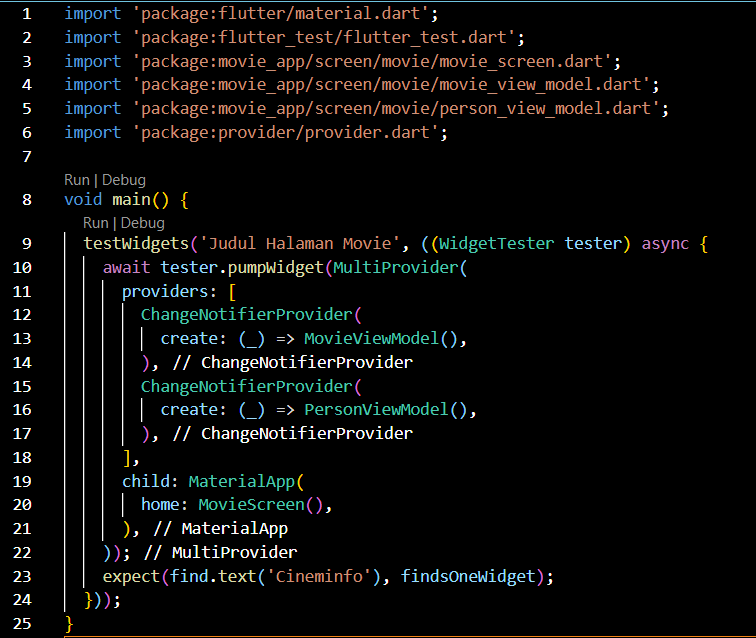 1 import 'package:flutter/material.dart';
2 import 'package:flutter_test/flutter_test.dart';
3 import 'package:movie_app/screen/movie/movie_screen.dart';
4 import 'package:movie_app/screen/movie/movie_view_model.dart';
5 import 'package:movie_app/screen/movie/person_view_model.dart';
6 import 'package:provider/provider.dart';
7
Run | Debug
8 void main() {
Run | Debug
9 testWidgets('Judul Halaman Movie', ((WidgetTester tester) async {
10 await tester.pumpWidget(MultiProvider(
11 providers: [
12 ChangeNotifierProvider(
13 create: (_) => MovieViewModel(),
14 ), // ChangeNotifierProvider
15 ChangeNotifierProvider(
16 create: (_) => PersonViewModel(),
17 ), // ChangeNotifierProvider
18 ],
19 child: MaterialApp(
20 home: MovieScreen(),
21 ), // MaterialApp
22 )); // MultiProvider
23 expect(find.text('Cineminfo'), findsOneWidget);
24 }));
25 }